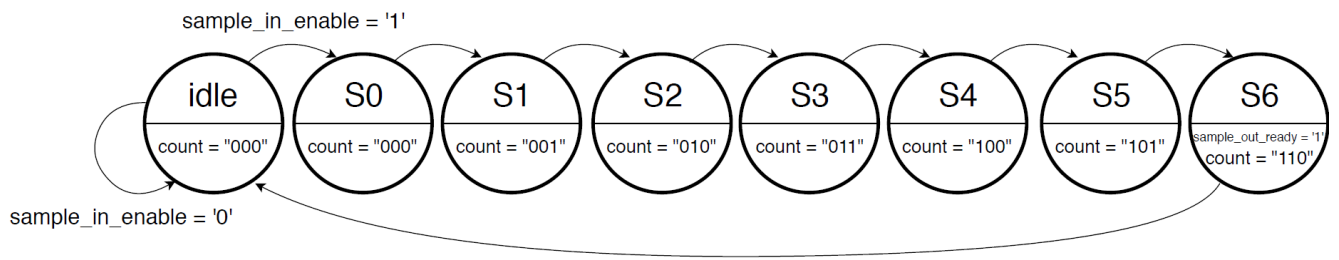 sample_in_enable = '1'
idle
S0
S1
S2
S3
S4
S5
S6
count = "000"
count = "000"
count = "001"
count = "010"
count = "011"
count = "100"
count = "101"
sample_out_ready = '1'
count = "110"
sample_in_enable = '0'